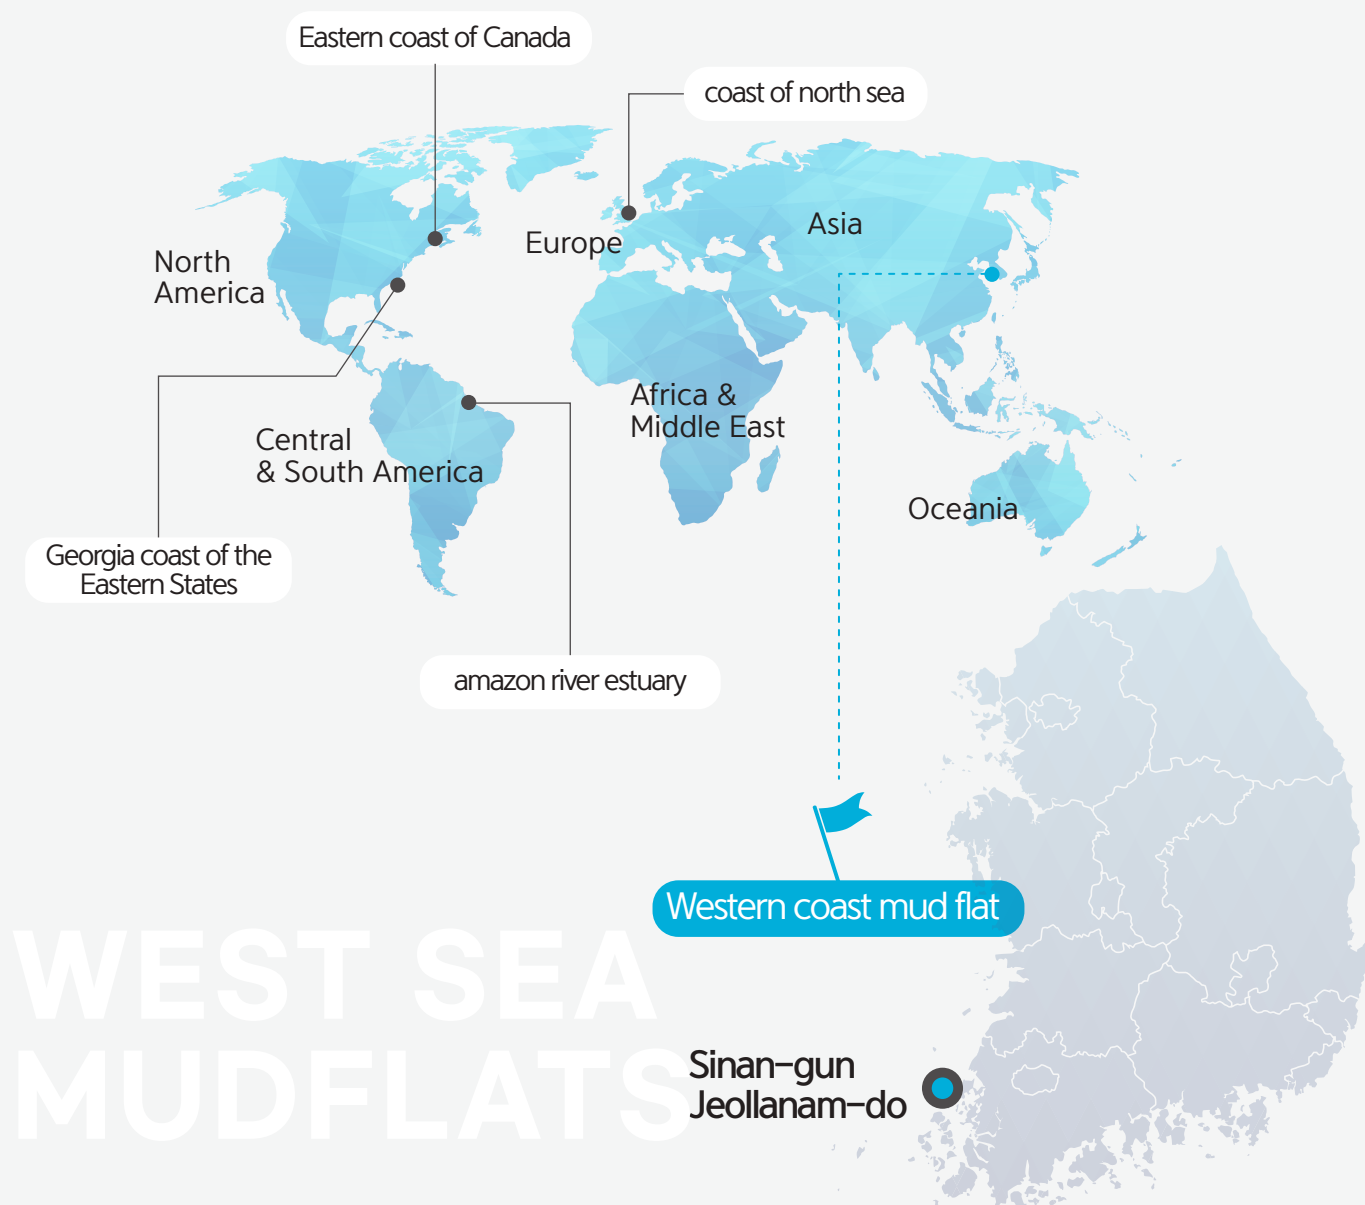 Eastern coast of Canada
coast of north sea
Asia
Europe
North
America
Africa &
Middle East
Central
& South America
Oceania
Georgia coast of the
Eastern States
amazon river estuary
Western coast mud flat
WEST SEA
MUDFLATS
Sinan-gun
Jeollanam-do